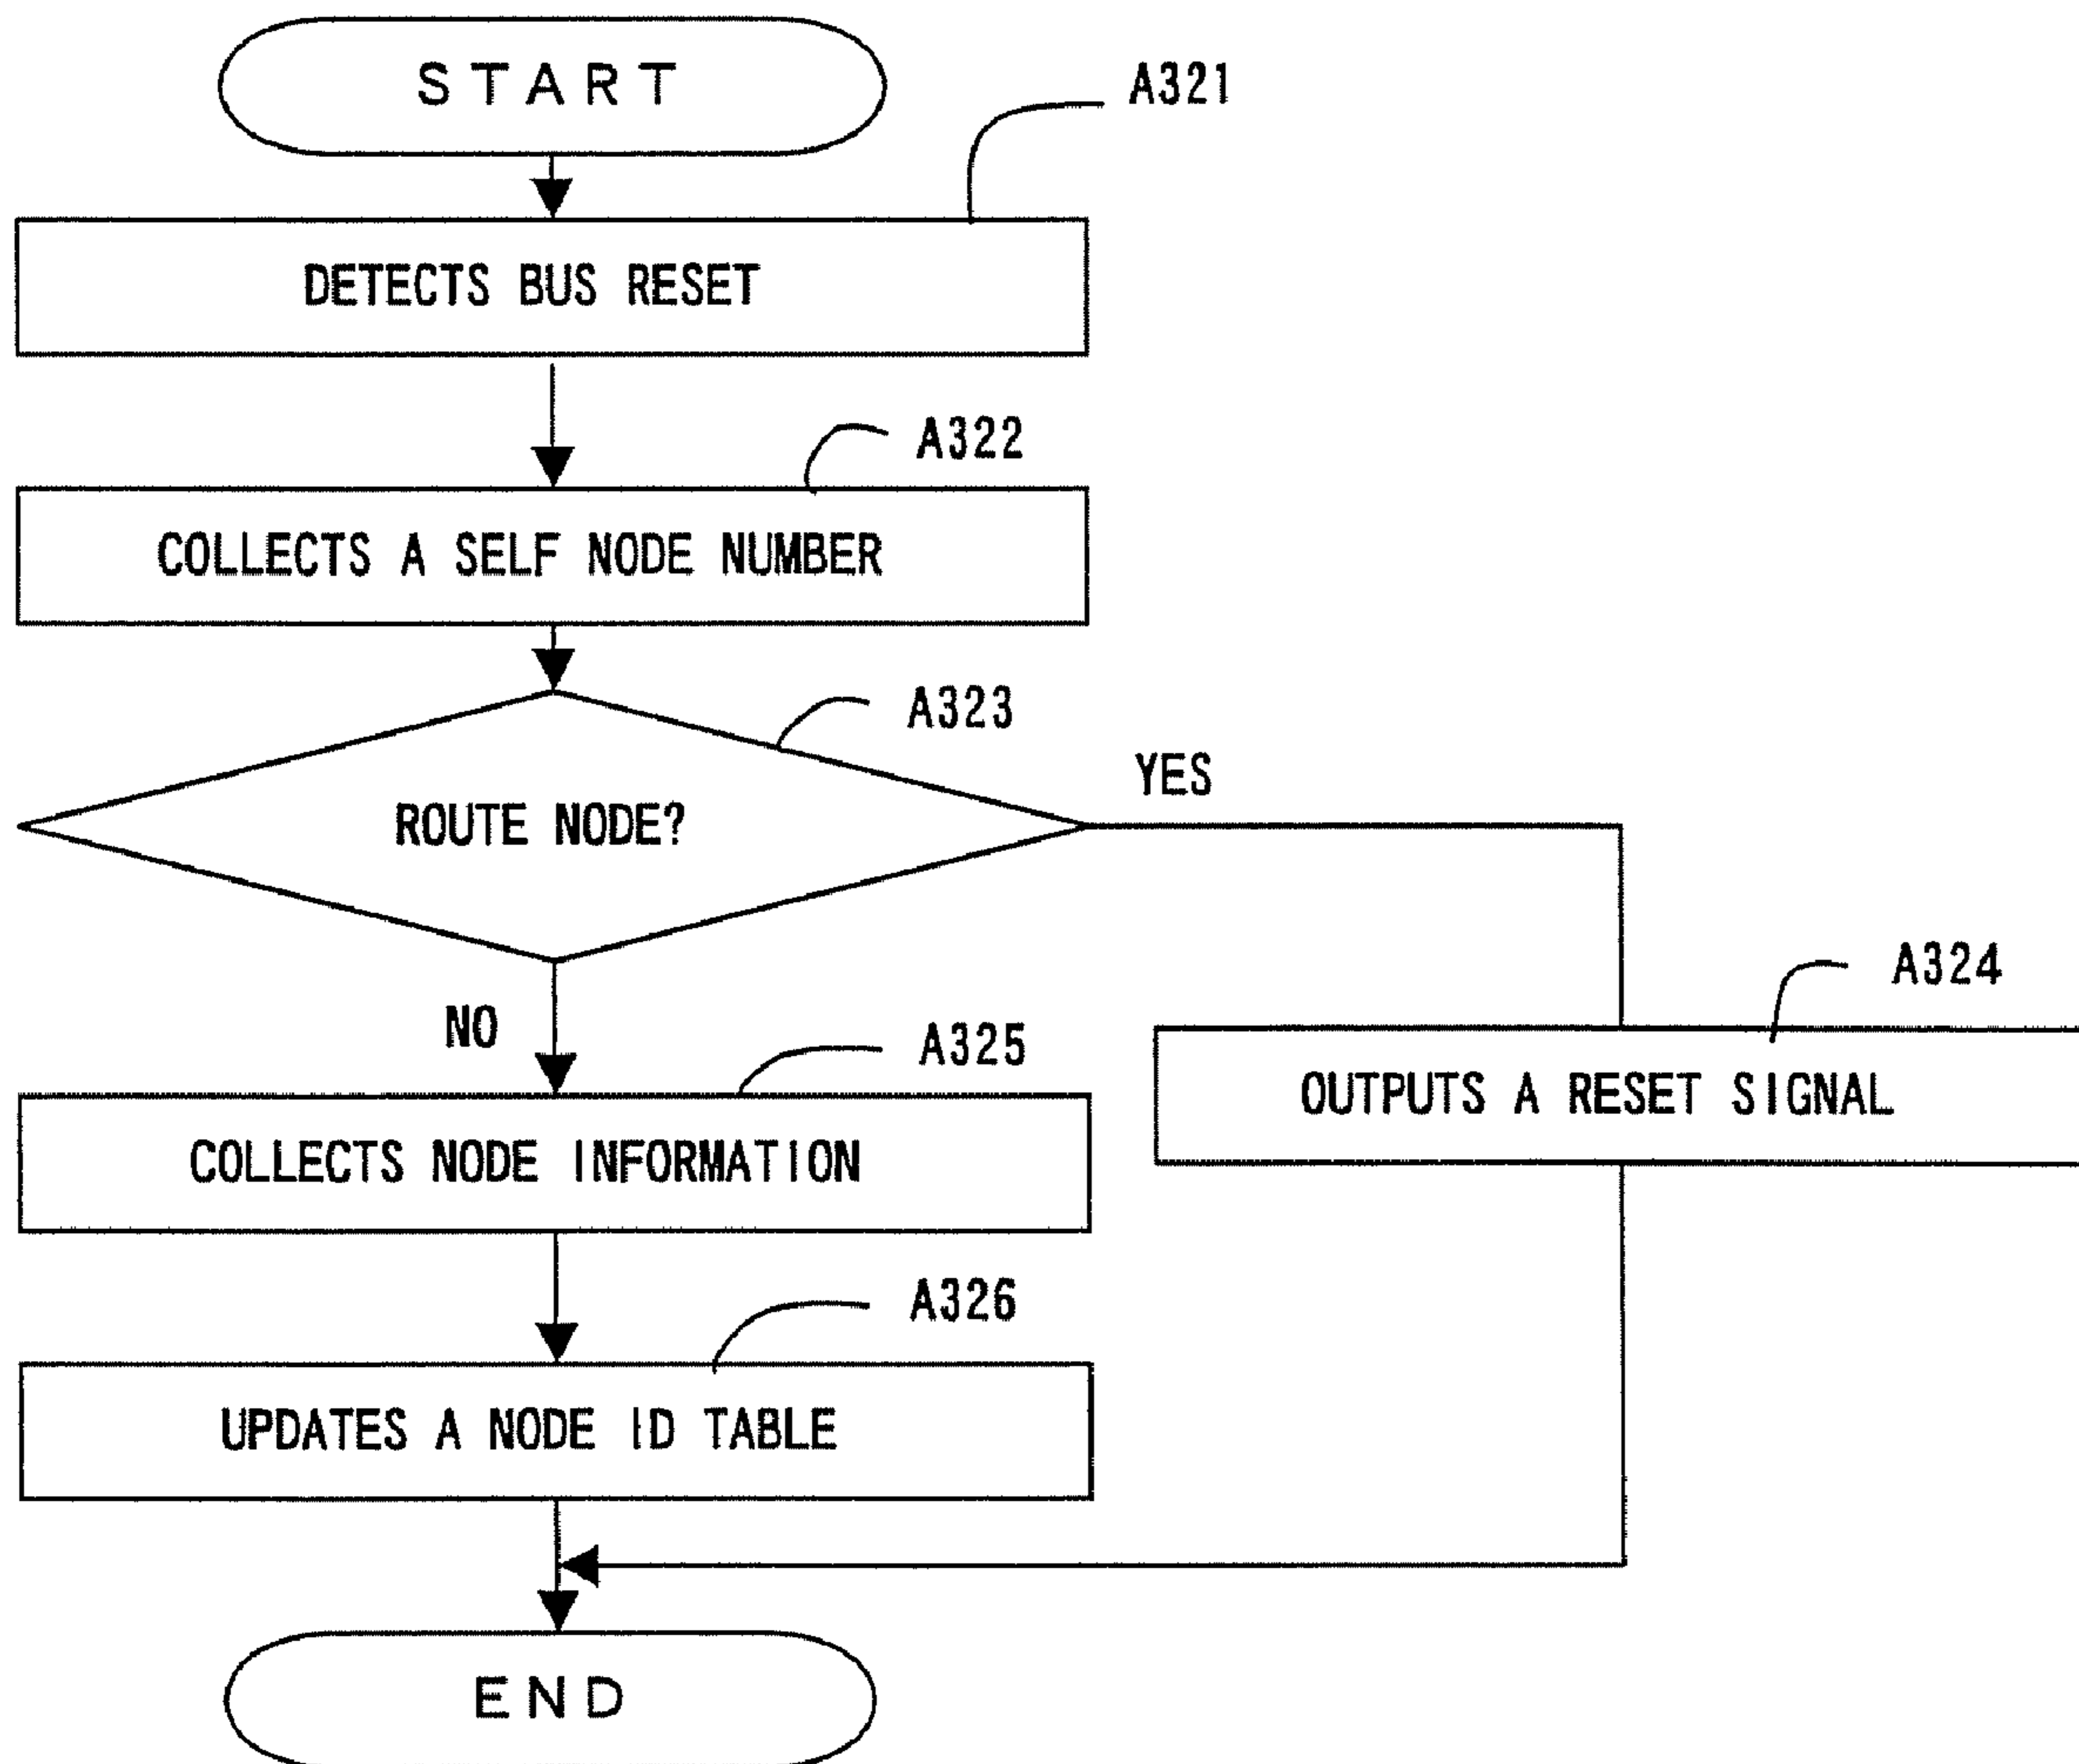 START
A321
DETECTS BUS RESET
A322
COLLECTS A SELF NODE NUMBER
A323
YES
ROUTE NODE?
A324
NO
A325
OUTPUTS A RESET SIGNAL
COLLECTS NODE INFORMATION
A326
UPDATES A NODE ID TABLE
END